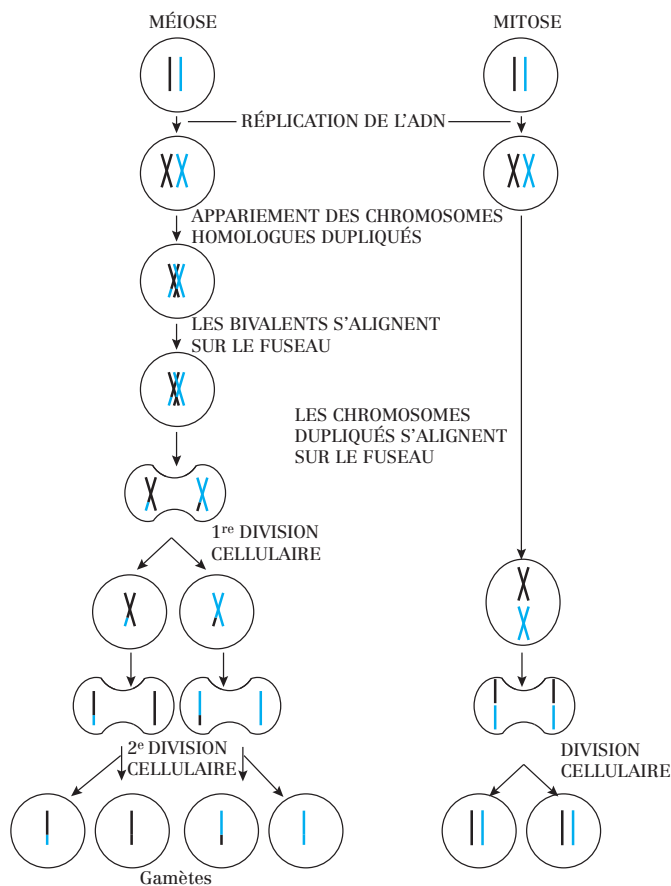 MÉIOSE
MITOSE
RÉPLICATION DE L'ADN
APPARIEMENT DES CHROMOSOMES
HOMOLOGUES DUPLIQUÉS
LES BIVALENTS S'ALIGNENT
SUR LE FUSEAU
LES CHROMOSOMES
DUPLIQUÉS S'ALIGNENT
SUR LE FUSEAU
1re DIVISION
CELLULAIRE
2e DIVISION
CELLULAIRE
DIVISION
CELLULAIRE
Gamètes